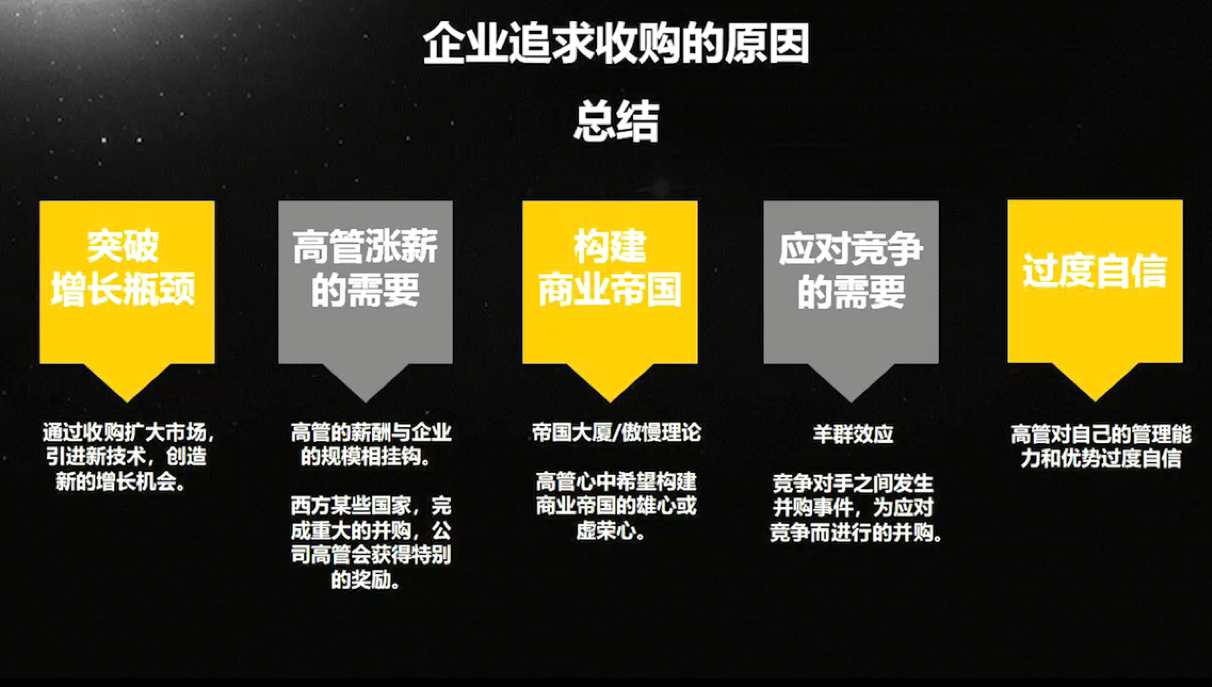 企业追求收购的原因
总结
突破
增长瓶颈
高管涨薪
的需要
构建
商业帝国
应对竞争
的需要
过度自信
通过收购扩大市场，
引进新技术，创造
新的增长机会。
高管的薪酬与企业
的规模相挂钩。
西方某些国家，完
成重大的并购，公
司高管会获得特别
的奖励。
帝国大厦/傲慢理论
高管心中希望构建
商业帝国的雄心或
虚荣心。
羊群效应
竞争对手之间发生
并购事件，为应对
竞争而进行的并购。
高管对自己的管理能
力和优势过度自信